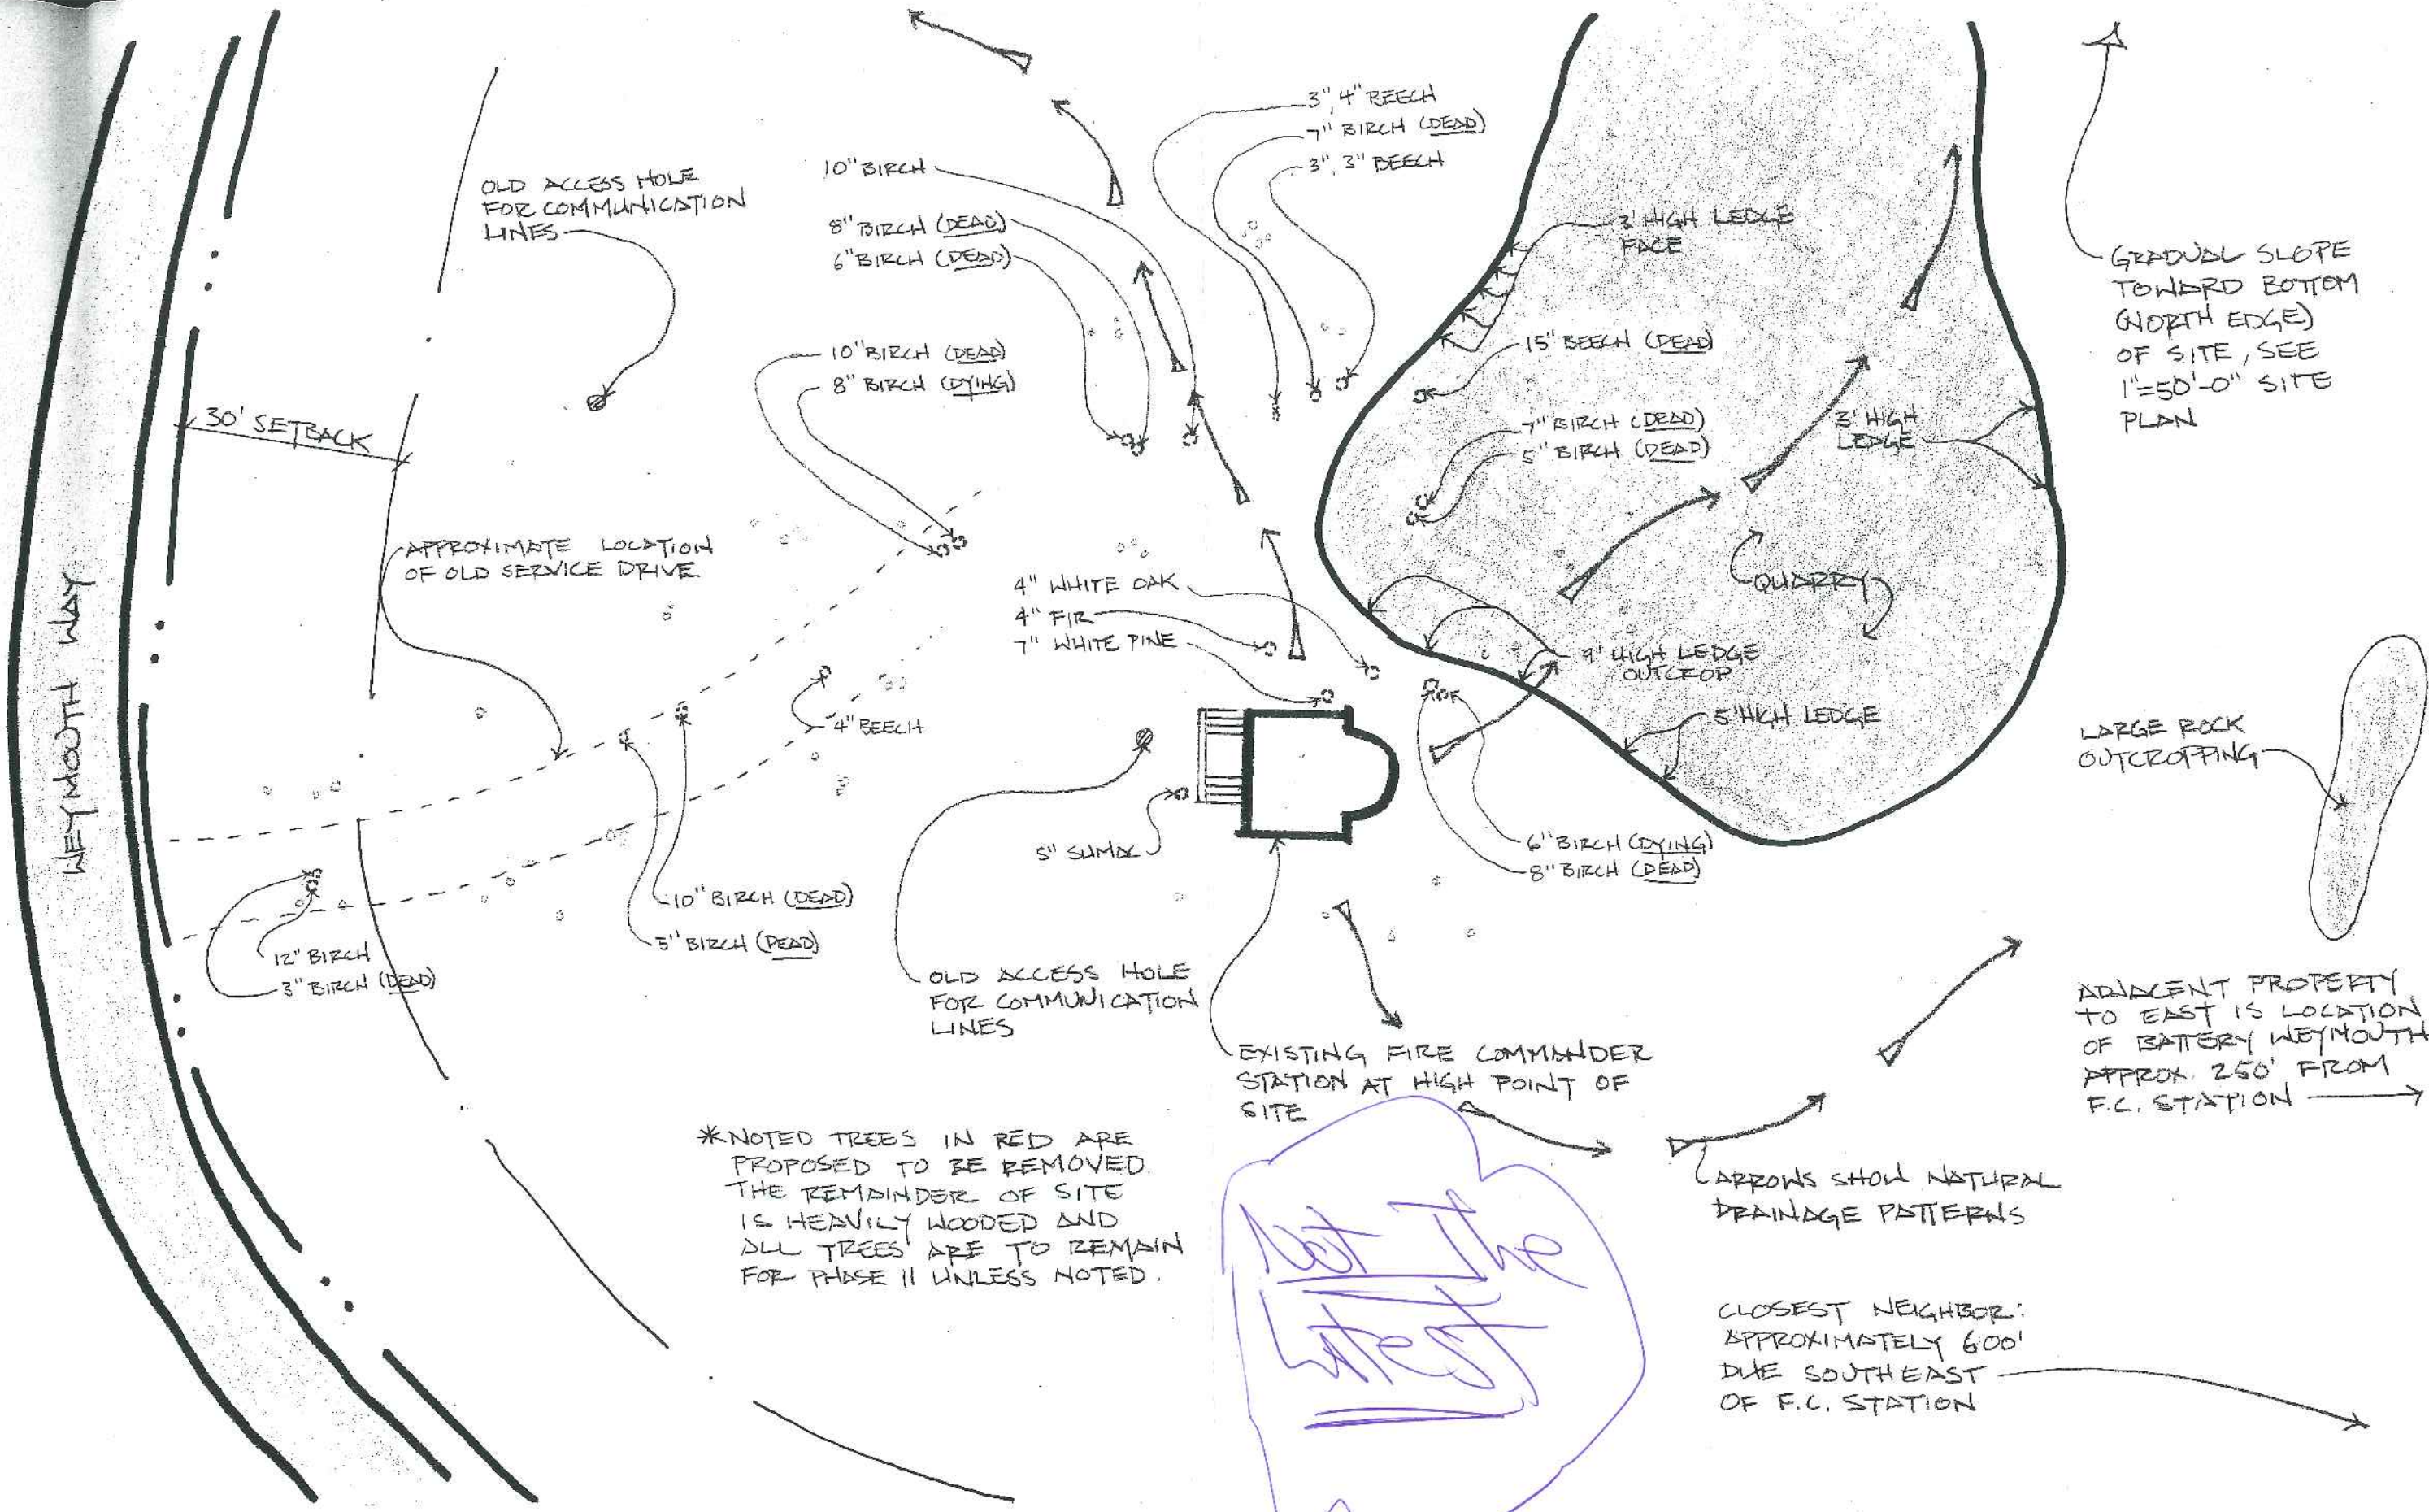 3", 4" BEECH
7" BIRCH (DEAD)
3", 3" BEECH
10" BIRCH
8" BIRCH (DEAD)
6" BIRCH (DEAD)
OLD ACCESS HOLE
FOR COMMUNICATION
LINES
3' HIGH LEDGE
FACE
GRADUAL SLOPE
TOWARD BOTTOM
(NORTH EDGE)
OF SITE, SEE
1"=50'-0" SITE
PLAN
10" BIRCH (DEAD)
8" BIRCH (DYING)
15" BEECH (DEAD)
30' SETBACK
7" BIRCH (DEAD)
5" BIRCH (DEAD)
3' HIGH
LEDGE
APPROXIMATE LOCATION
OF OLD SERVICE DRIVE
WEYMOUTH WAY
4" WHITE OAK
4" FIR
7" WHITE PINE
QUARRY
9' HIGH LEDGE
OUTCROP
5' HIGH LEDGE
4" BEECH
LARGE ROCK
OUTCROPPING
5" SUMAC
6" BIRCH (DYING)
8" BIRCH (DEAD)
10" BIRCH (DEAD)
5" BIRCH (DEAD)
12" BIRCH
3" BIRCH (DEAD)
OLD ACCESS HOLE
FOR COMMUNICATION
LINES
EXISTING FIRE COMMANDER
STATION AT HIGH POINT OF
SITE
ADJACENT PROPERTY
TO EAST IS LOCATION
OF BATTERY WEYMOUTH
APPROX. 250' FROM
F.C. STATION
*NOTED TREES IN RED ARE
PROPOSED TO BE REMOVED.
THE REMAINDER OF SITE
IS HEAVILY WOODED AND
ALL TREES ARE TO REMAIN
FOR PHASE II UNLESS NOTED.
ARROWS SHOW NATURAL
DRAINAGE PATTERNS
Not The
Latest
CLOSEST NEIGHBOR:
APPROXIMATELY 600'
DUE SOUTHEAST
OF F.C. STATION